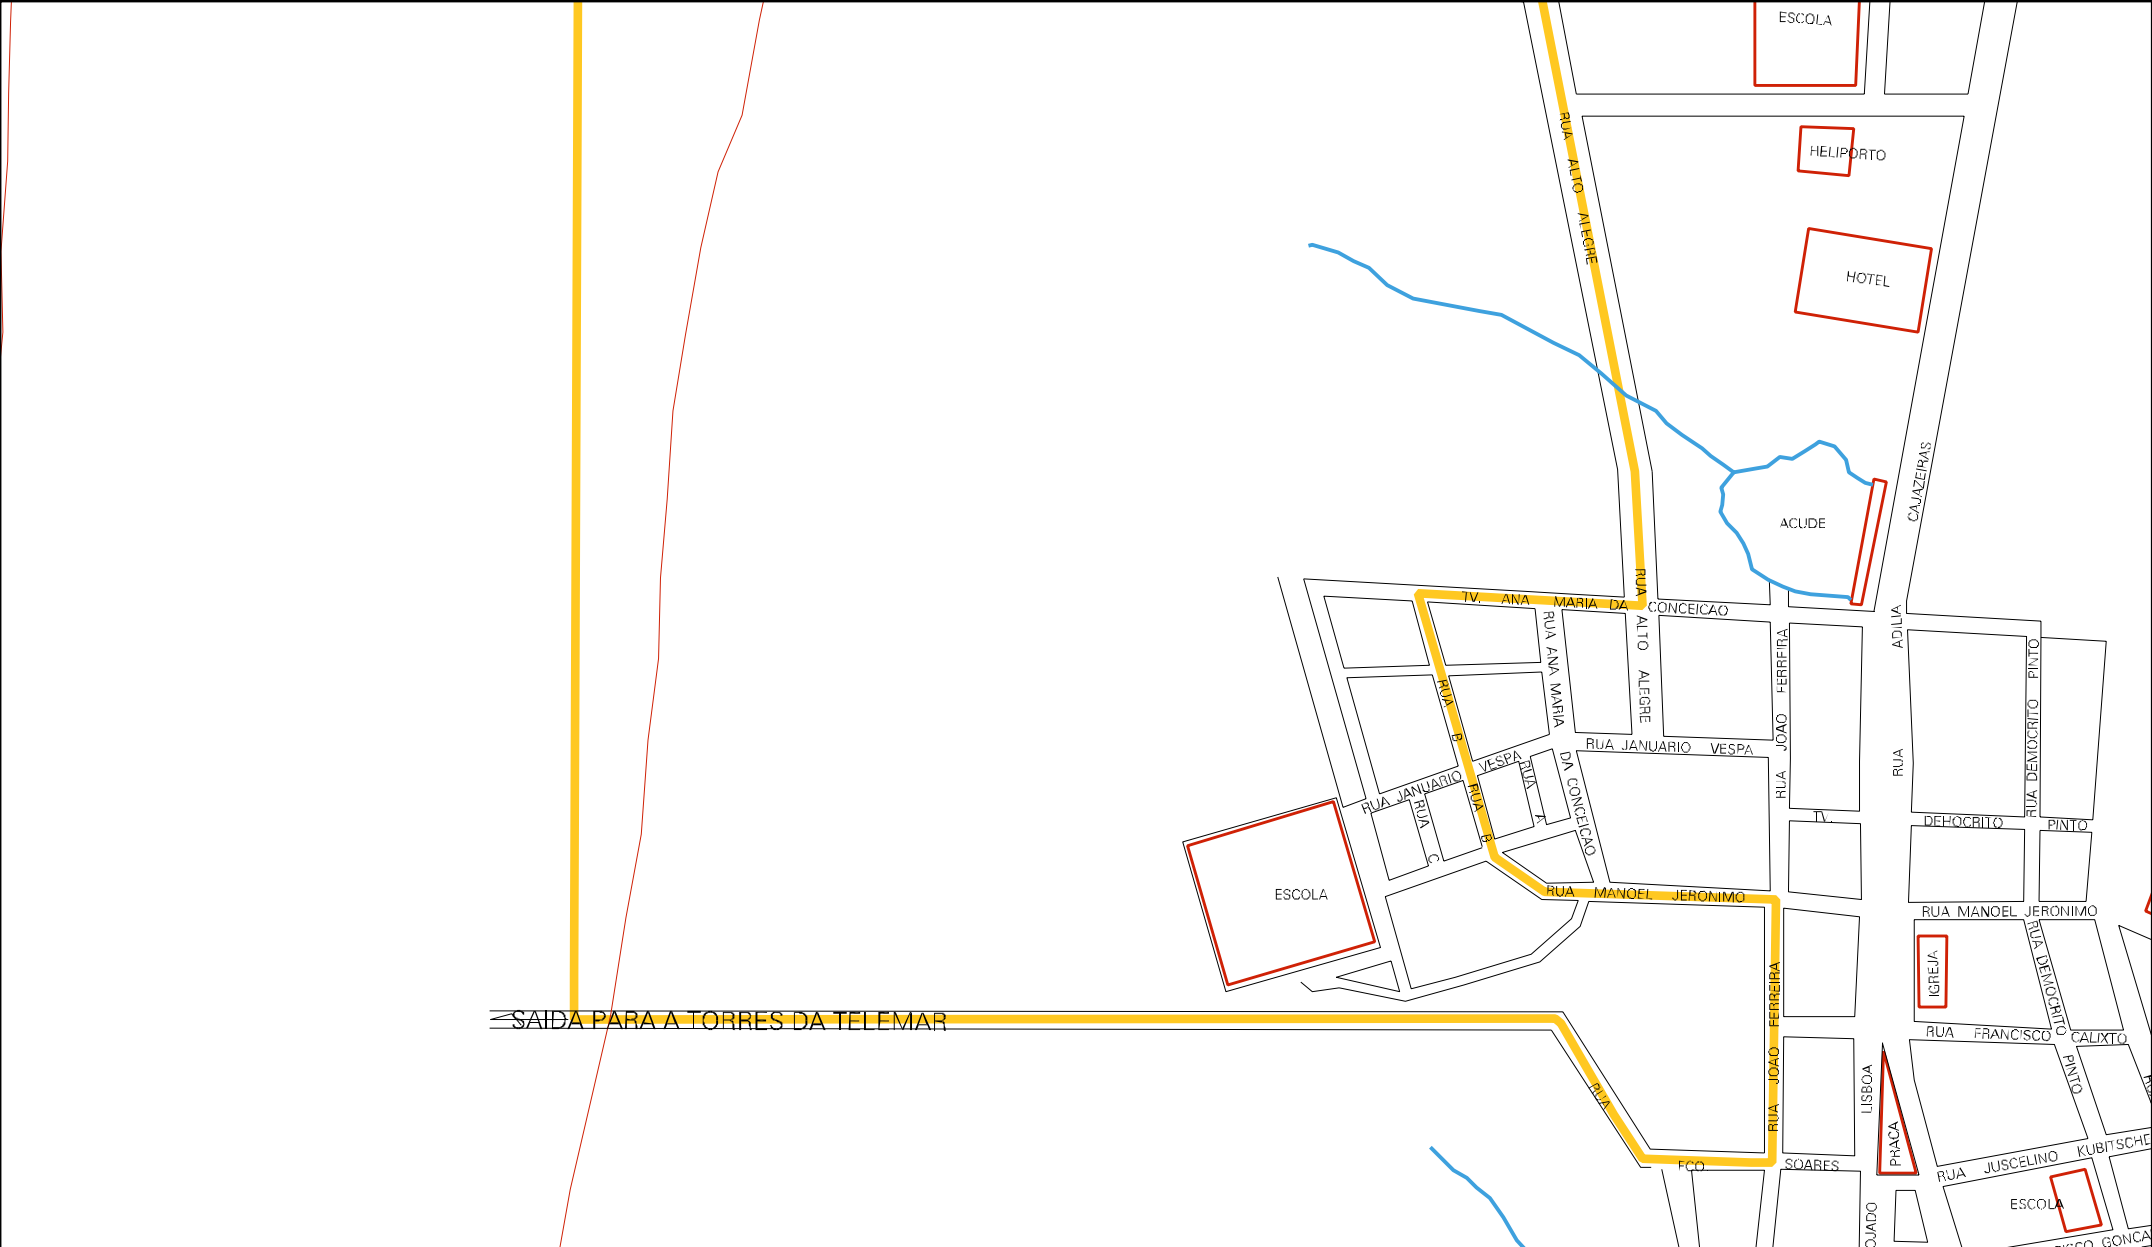 ESCOLA
HELIPORTO
HOTEL
RUA ALTO ALEGRE
CAJAZEIRAS
ACUDE
TV. ANA MARIA DA CONCEICAO
RUA ALTO ALEGRE
RUA ANA MARIA DA CONCEICAO
RUA JOAO FERREIRA
RUA ADILIA
RUA DEMOCRITO PINTO
RUA B
RUA JANUARIO VESPA
RUA JANUARIO VESPA
RUA A
RUA B
RUA C
TV. DEHOCRITO PINTO
ESCOLA
RUA MANOEL JERONIMO
RUA MANOEL JERONIMO
RUA DEMOCRITO PINTO
IGREJA
SAIDA PARA A TORRES DA TELEMAR
RUA JOAO FERREIRA
RUA FRANCISCO CALIXTO
LISBOA
PRACA
RUA FCO SOARES
RUA JUSCELINO KUBITSCHE
ESCOLA
OJADO
GONCA